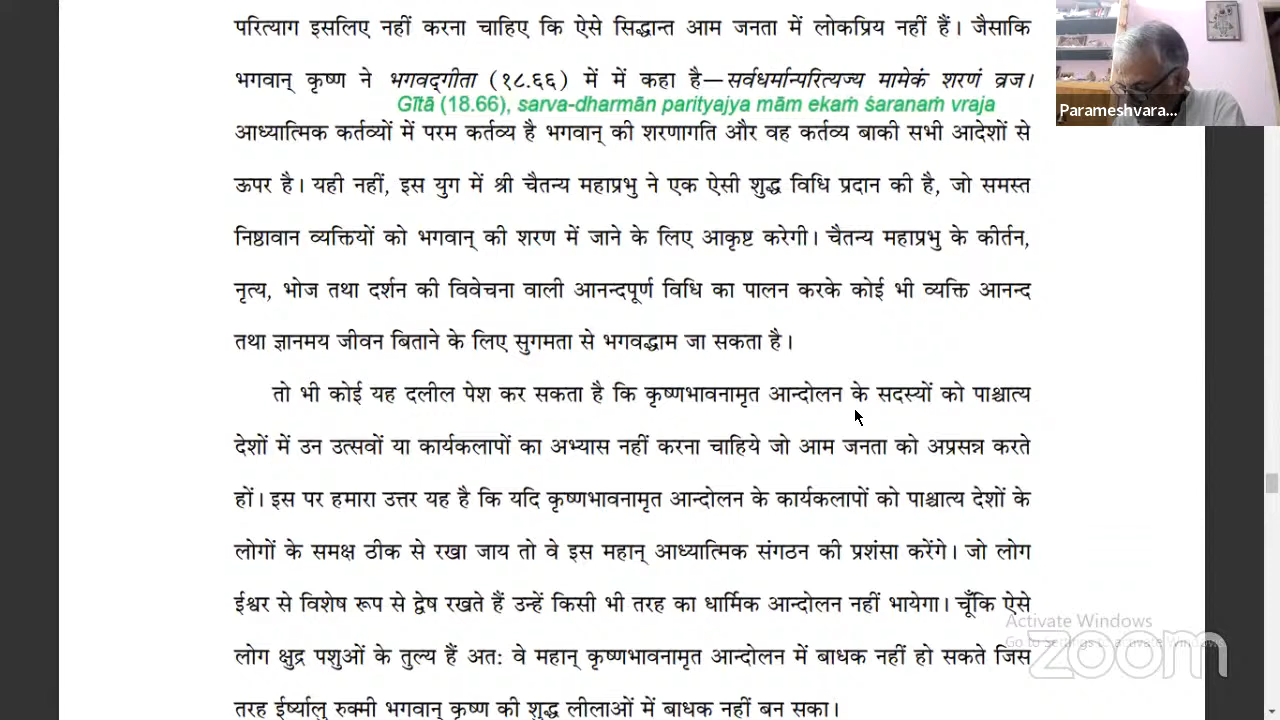 परित्याग इसलिए नहीं करना चाहिए कि ऐसे सिद्धान्त आम जनता में लोकप्रिय नहीं हैं। जैसाकि
भगवान् कृष्ण ने भगवद्गीता (१८.६६) में में कहा है—सर्वधर्मान्परित्यज्य मामेकं शरणं व्रज।
Gītā (18.66), sarva-dharmān parityajya mām ekaṁ śaranaṁ vraja
आध्यात्मिक कर्तव्यों में परम कर्तव्य है भगवान् की शरणागति और वह कर्तव्य बाकी सभी आदेशों से
ऊपर है। यही नहीं, इस युग में श्री चैतन्य महाप्रभु ने एक ऐसी शुद्ध विधि प्रदान की है, जो समस्त
निष्ठावान व्यक्तियों को भगवान् की शरण में जाने के लिए आकृष्ट करेगी। चैतन्य महाप्रभु के कीर्तन,
नृत्य, भोज तथा दर्शन की विवेचना वाली आनन्दपूर्ण विधि का पालन करके कोई भी व्यक्ति आनन्द
तथा ज्ञानमय जीवन बिताने के लिए सुगमता से भगवद्धाम जा सकता है।
तो भी कोई यह दलील पेश कर सकता है कि कृष्णभावनामृत आन्दोलन के सदस्यों को पाश्चात्य
देशों में उन उत्सवों या कार्यकलापों का अभ्यास नहीं करना चाहिये जो आम जनता को अप्रसन्न करते
हों। इस पर हमारा उत्तर यह है कि यदि कृष्णभावनामृत आन्दोलन के कार्यकलापों को पाश्चात्य देशों के
लोगों के समक्ष ठीक से रखा जाय तो वे इस महान् आध्यात्मिक संगठन की प्रशंसा करेंगे। जो लोग
ईश्वर से विशेष रूप से द्वेष रखते हैं उन्हें किसी भी तरह का धार्मिक आन्दोलन नहीं भायेगा। चूँकि ऐसे
लोग क्षुद्र पशुओं के तुल्य हैं अत: वे महान् कृष्णभावनामृत आन्दोलन में बाधक नहीं हो सकते जिस
तरह ईर्ष्यालु रुक्मी भगवान् कृष्ण की शुद्ध लीलाओं में बाधक नहीं बन सका।
Parameshvara...
Activate Windows
Go to Settings to activate Windows.
zoom